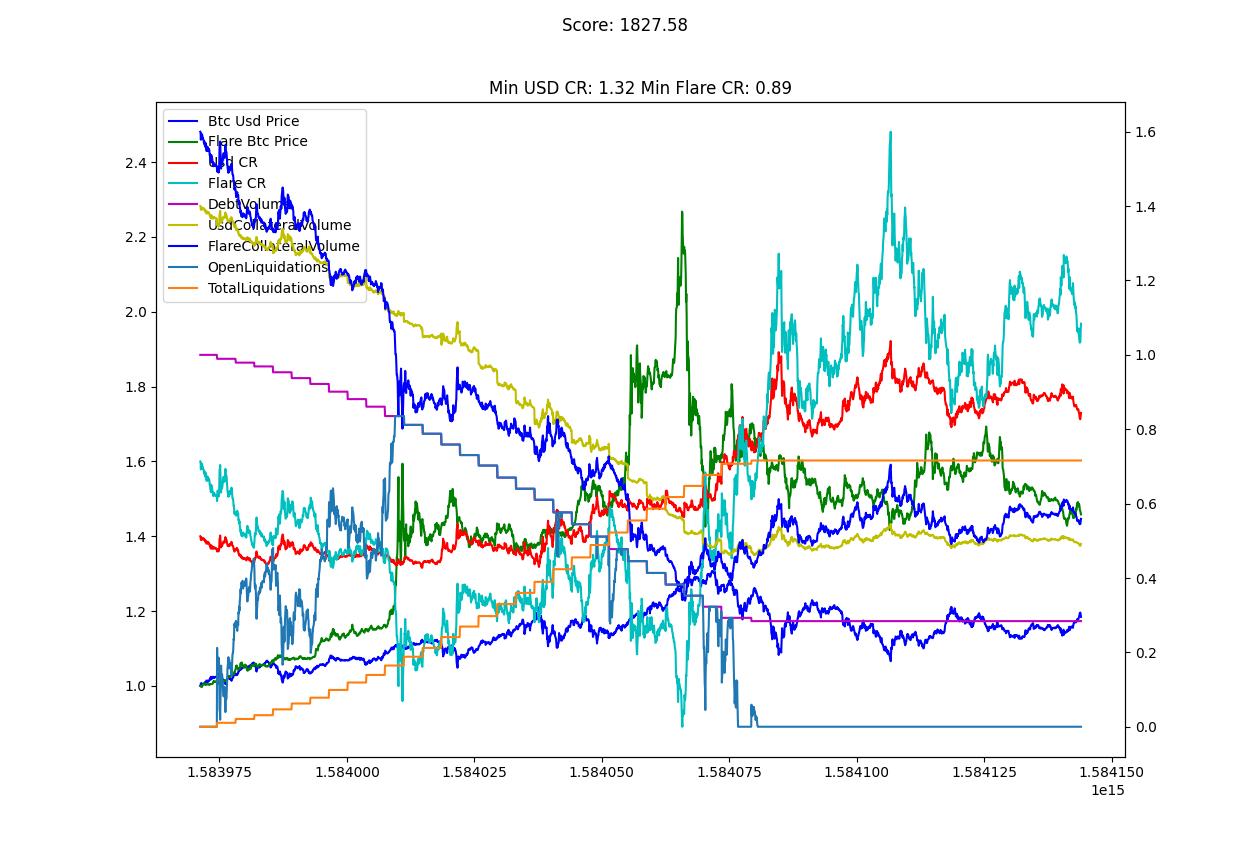 Score: 1827.58
Min USD CR: 1.32 Min Flare CR: 0.89
Btc Usd Price
Flare Btc Price
Usd CR
Flare CR
DebtVolume
UsdCollateralVolume
FlareCollateralVolume
OpenLiquidations
TotalLiquidations
2.4
2.2
2.0
1.8
1.6
1.4
1.2
1.0
1.6
1.4
1.2
1.0
0.8
0.6
0.4
0.2
0.0
1.583975 1.584000 1.584025 1.584050 1.584075 1.584100 1.584125 1.584150
1e15